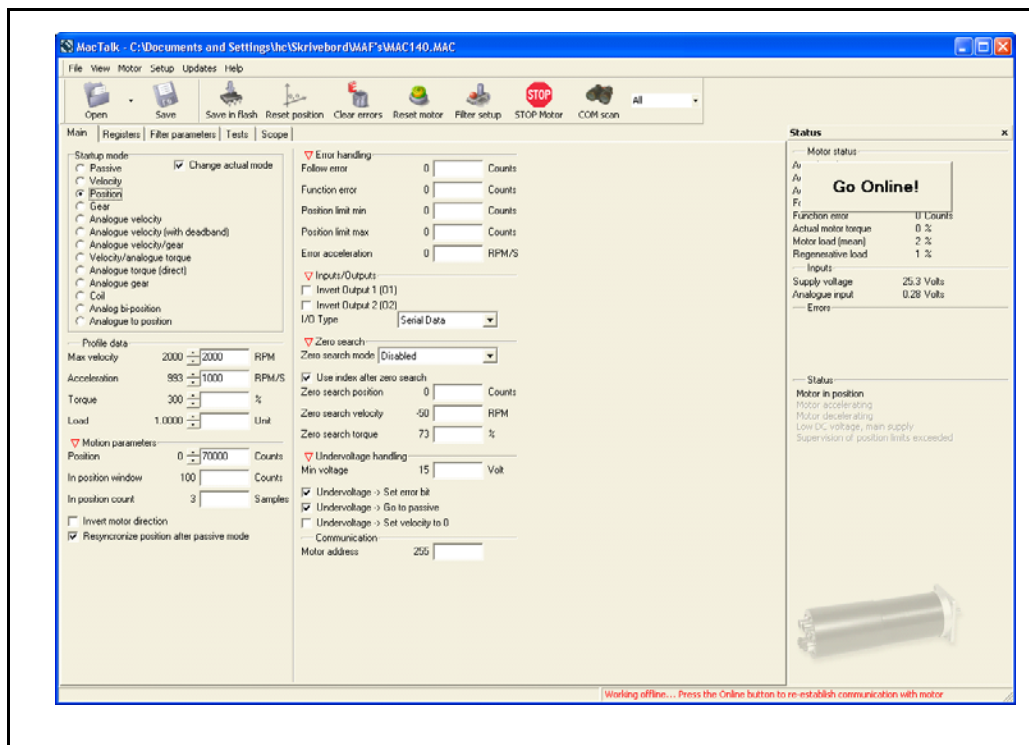 MacTalk - C:\Documents and Settings\hc\Skrivebord\MAF's\MAC140.MAC
File View Motor Setup Updates Help
Open Save Save in flash Reset position Clear errors Reset motor Filter setup STOP Motor COM scan
STOP
All
Main Registers Filter parameters Tests Scope
Startup mode
Change actual mode
Passive
Velocity
Position
Gear
Analogue velocity
Analogue velocity (with deadband)
Analogue velocity/gear
Velocity/analogue torque
Analogue torque (direct)
Analogue gear
Coil
Analog bi-position
Analogue to position
Profile data
Max velocity 2000 2000 RPM
Acceleration 993 1000 RPM/S
Torque 300 %
Load 1.0000 Unit
Motion parameters
Position 0 70000 Counts
In position window 100 Counts
In position count 3 Samples
Invert motor direction
Resyncronize position after passive mode
Error handling
Follow error 0 Counts
Function error 0 Counts
Position limit min 0 Counts
Position limit max 0 Counts
Error acceleration 0 RPM/S
Inputs/Outputs
Invert Output 1 (O1)
Invert Output 2 (O2)
I/O Type Serial Data
Zero search
Zero search mode Disabled
Use index after zero search
Zero search position 0 Counts
Zero search velocity -50 RPM
Zero search torque 73 %
Undervoltage handling
Min voltage 15 Volt
Undervoltage -> Set error bit
Undervoltage -> Go to passive
Undervoltage -> Set velocity to 0
Communication
Motor address 255
Status x
Motor status
Go Online!
Function error 0 Counts
Actual motor torque 0 %
Motor load (mean) 2 %
Regenerative load 1 %
Inputs
Supply voltage 25.3 Volts
Analogue input 0.28 Volts
Errors
Status
Motor in position
Motor accelerating
Motor decelerating
Low DC voltage, main supply
Supervision of position limits exceeded
Working offline... Press the Online button to re-establish communication with motor